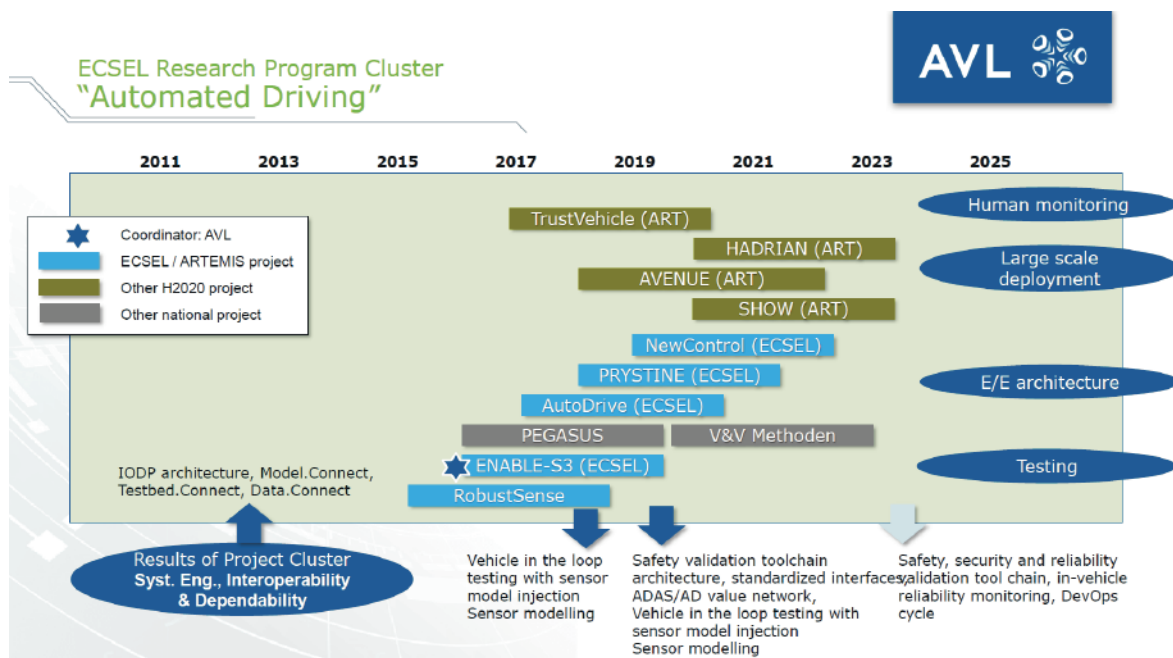 ECSEL Research Program Cluster
“Automated Driving”
AVL
2011 2013 2015 2017 2019 2021 2023 2025
Coordinator: AVL
ECSEL / ARTEMIS project
Other H2020 project
Other national project
TrustVehicle (ART)
HADRIAN (ART)
AVENUE (ART)
SHOW (ART)
NewControl (ECSEL)
PRYSTINE (ECSEL)
AutoDrive (ECSEL)
PEGASUS
V&V Methoden
ENABLE-S3 (ECSEL)
RobustSense
Human monitoring
Large scale
deployment
E/E architecture
Testing
IODP architecture, Model.Connect,
Testbed.Connect, Data.Connect
Results of Project Cluster
Syst. Eng., Interoperability
& Dependability
Vehicle in the loop
testing with sensor
model injection
Sensor modelling
Safety validation toolchain
architecture, standardized interfaces,
ADAS/AD value network,
Vehicle in the loop testing with
sensor model injection
Sensor modelling
Safety, security and reliability
validation tool chain, in-vehicle
reliability monitoring, DevOps
cycle